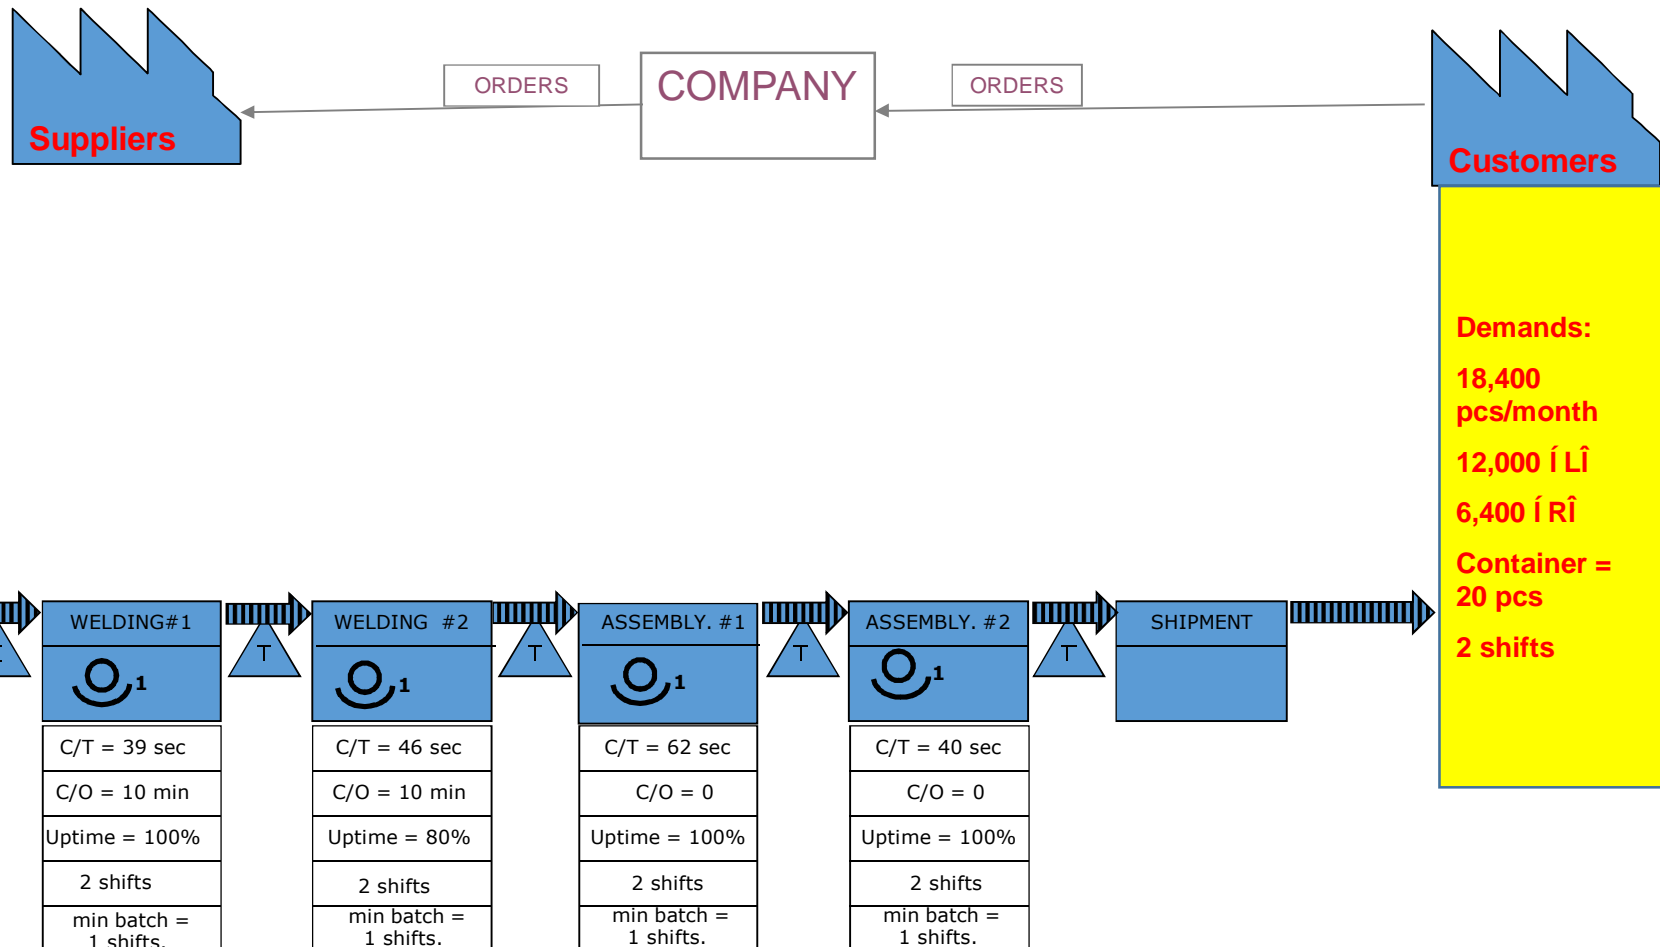 ORDERS
COMPANY
ORDERS
Suppliers
Customers
Demands:
18,400
pcs/month
12,000 Í LÎ
6,400 Í RÎ
Container =
20 pcs
2 shifts
WELDING#1
WELDING #2
ASSEMBLY. #1
ASSEMBLY. #2
SHIPMENT
T
T
T
T
1
1
1
1
C/T = 39 sec
C/O = 10 min
Uptime = 100%
2 shifts
min batch =
1 shifts.
C/T = 46 sec
C/O = 10 min
Uptime = 80%
2 shifts
min batch =
1 shifts.
C/T = 62 sec
C/O = 0
Uptime = 100%
2 shifts
min batch =
1 shifts.
C/T = 40 sec
C/O = 0
Uptime = 100%
2 shifts
min batch =
1 shifts.